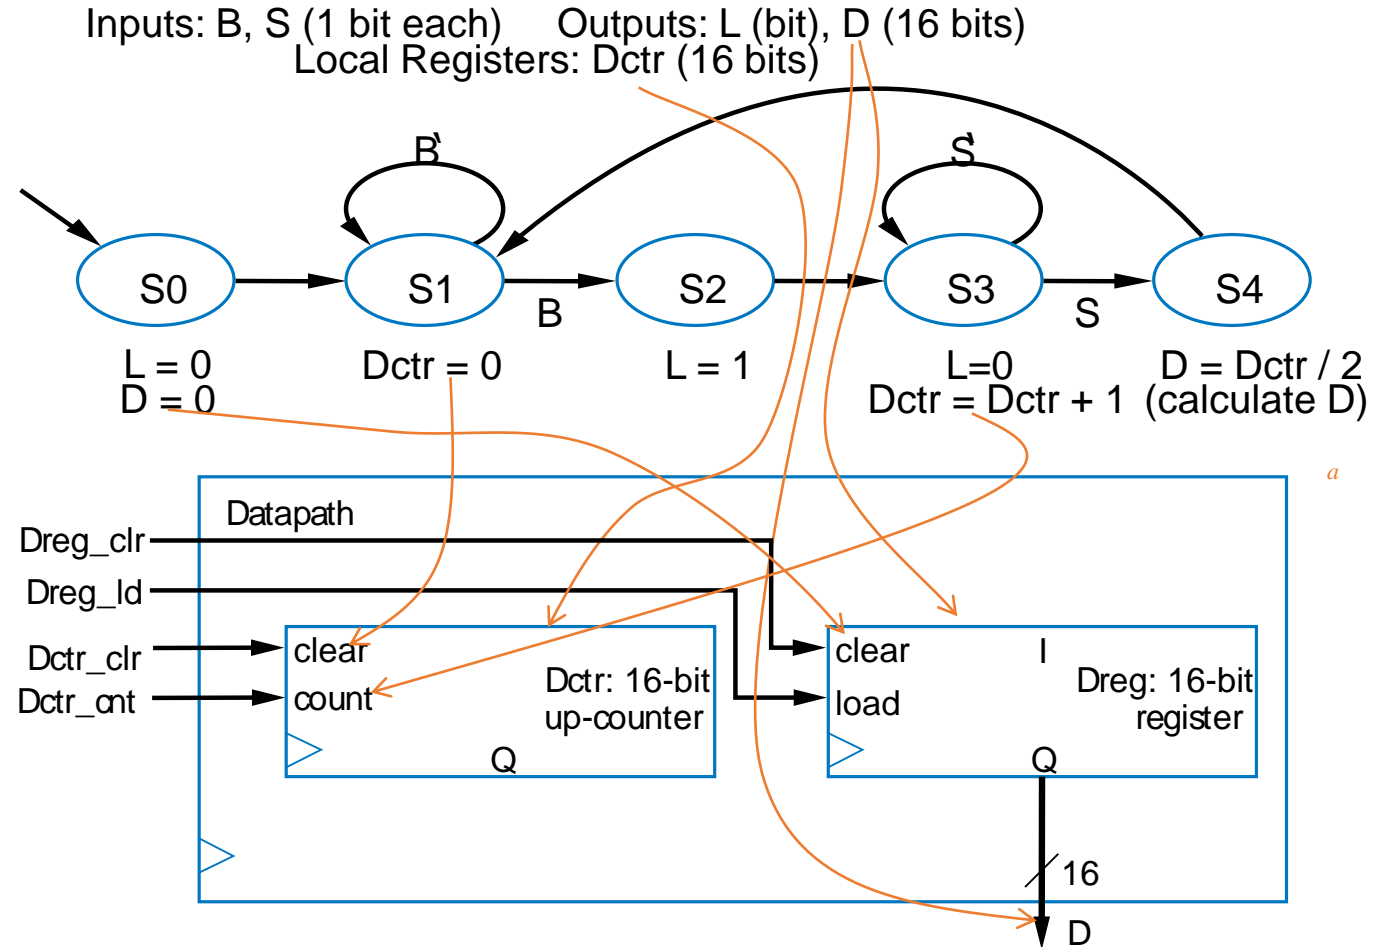 Inputs: B, S (1 bit each) Outputs: L (bit), D (16 bits)
Local Registers: Dctr (16 bits)
B' S'
S0 S1 S2 S3 S4
B S
L = 0 Dctr = 0 L = 1 L=0 D = Dctr / 2
D = 0 Dctr = Dctr + 1 (calculate D)
a
Datapath
Dreg_clr
Dreg_ld
Dctr_clr
Dctr_cnt
clear
count
Dctr: 16-bit
up-counter
Q
clear
load
I
Dreg: 16-bit
register
Q
16
D